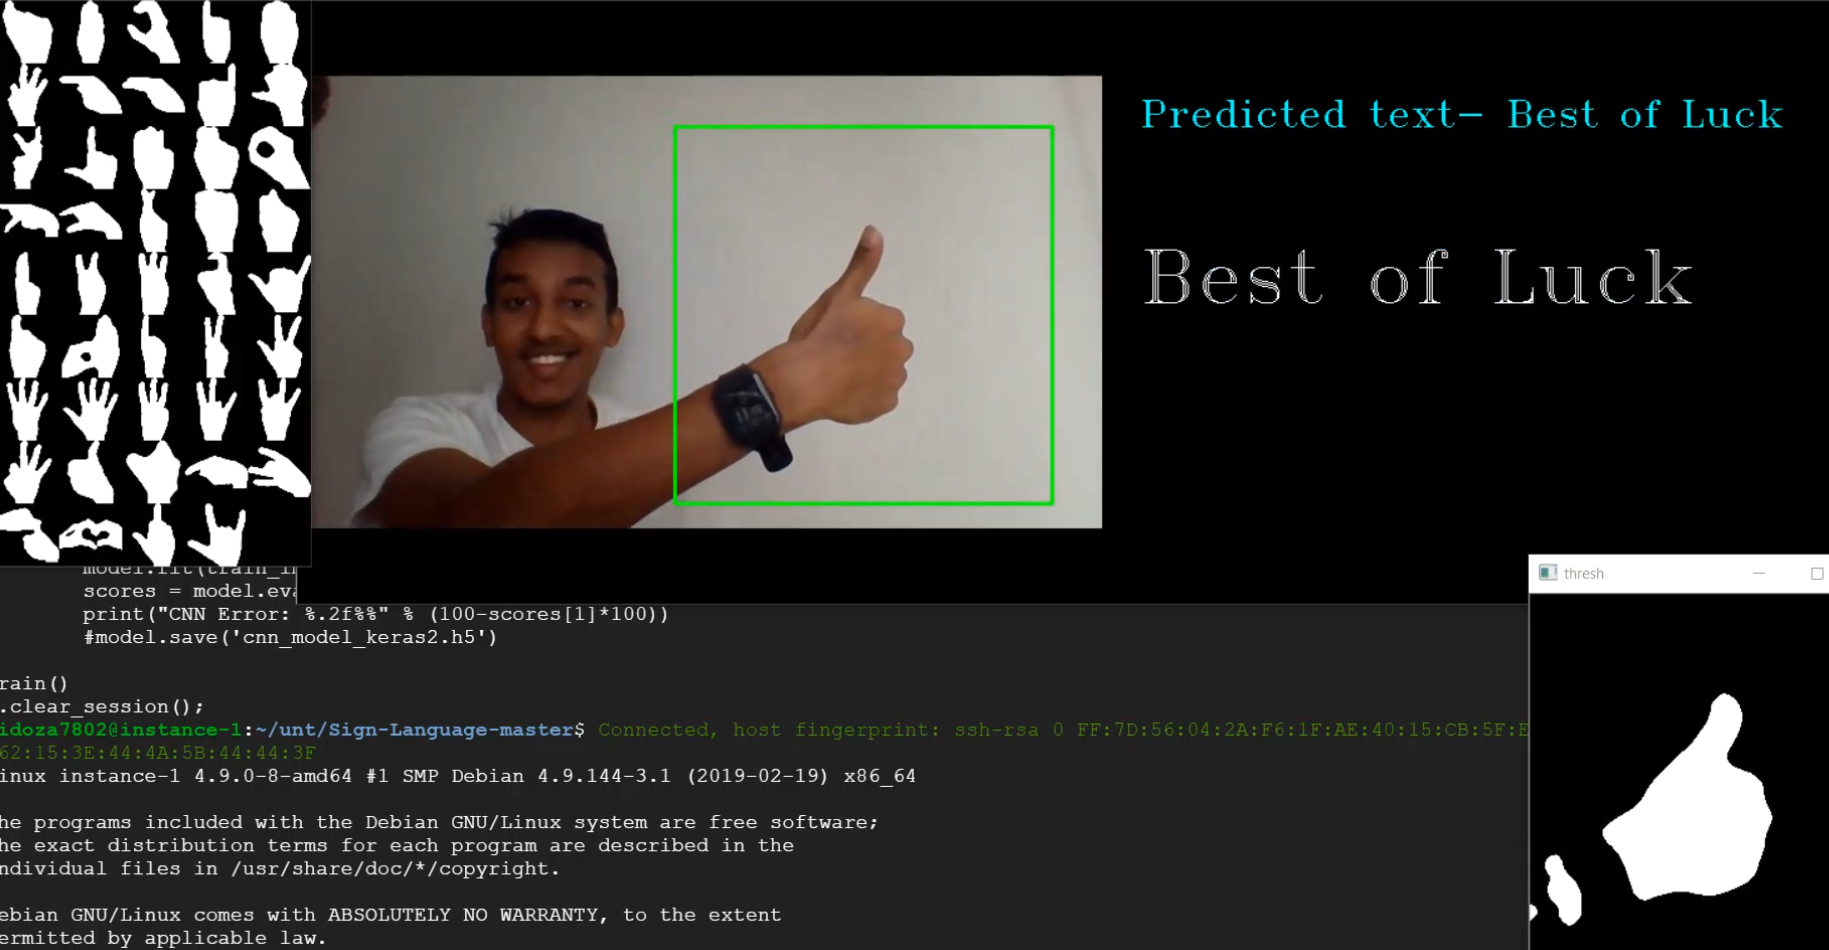 Predicted text- Best of Luck
Best of Luck
scores = model.eva
print("CNN Error: %.2f%%" % (100-scores[1]*100))
#model.save('cnn_model_keras2.h5')
rain()
.clear_session();
idoza7802@instance-1:~/unt/Sign-Language-master$ Connected, host fingerprint: ssh-rsa 0 FF:7D:56:04:2A:F6:1F:AE:40:15:CB:5F:E
62:15:3E:44:4A:5B:44:44:3F
inux instance-1 4.9.0-8-amd64 #1 SMP Debian 4.9.144-3.1 (2019-02-19) x86_64
he programs included with the Debian GNU/Linux system are free software;
he exact distribution terms for each program are described in the
ndividual files in /usr/share/doc/*/copyright.
ebian GNU/Linux comes with ABSOLUTELY NO WARRANTY, to the extent
ermitted by applicable law.
thresh